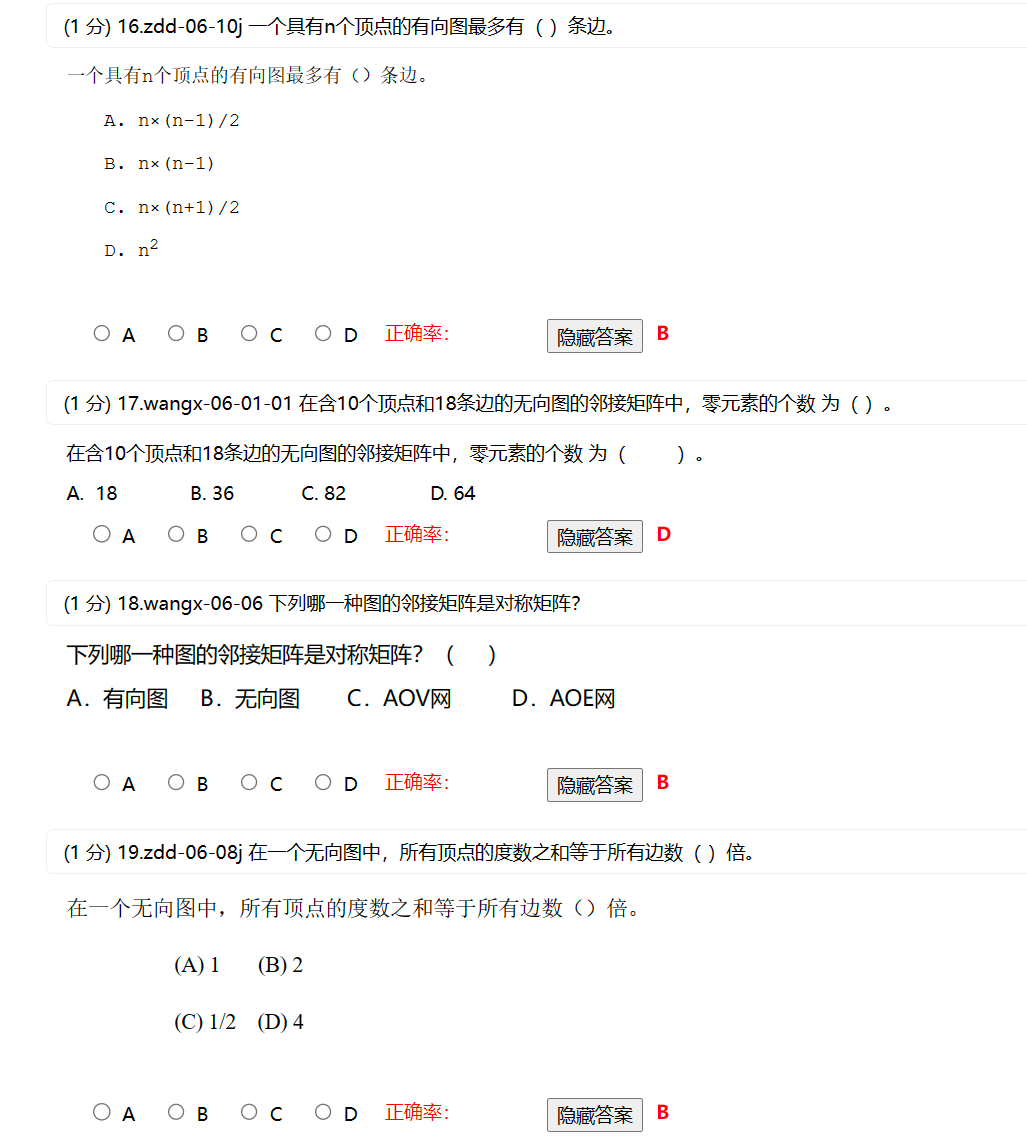 (1 分) 16.zdd-06-10j 一个具有n个顶点的有向图最多有（ ）条边。
一个具有n个顶点的有向图最多有（）条边。
A. n×(n-1)/2
B. n×(n-1)
C. n×(n+1)/2
D. n²
A B C D 正确率: 隐藏答案 B
(1 分) 17.wangx-06-01-01 在含10个顶点和18条边的无向图的邻接矩阵中，零元素的个数 为（ ）。
在含10个顶点和18条边的无向图的邻接矩阵中，零元素的个数 为（ ）。
A. 18 B. 36 C. 82 D. 64
A B C D 正确率: 隐藏答案 D
(1 分) 18.wangx-06-06 下列哪一种图的邻接矩阵是对称矩阵?
下列哪一种图的邻接矩阵是对称矩阵? （ ）
A．有向图 B．无向图 C．AOV网 D．AOE网
A B C D 正确率: 隐藏答案 B
(1 分) 19.zdd-06-08j 在一个无向图中，所有顶点的度数之和等于所有边数（ ）倍。
在一个无向图中，所有顶点的度数之和等于所有边数（）倍。
(A) 1 (B) 2
(C) 1/2 (D) 4
A B C D 正确率: 隐藏答案 B